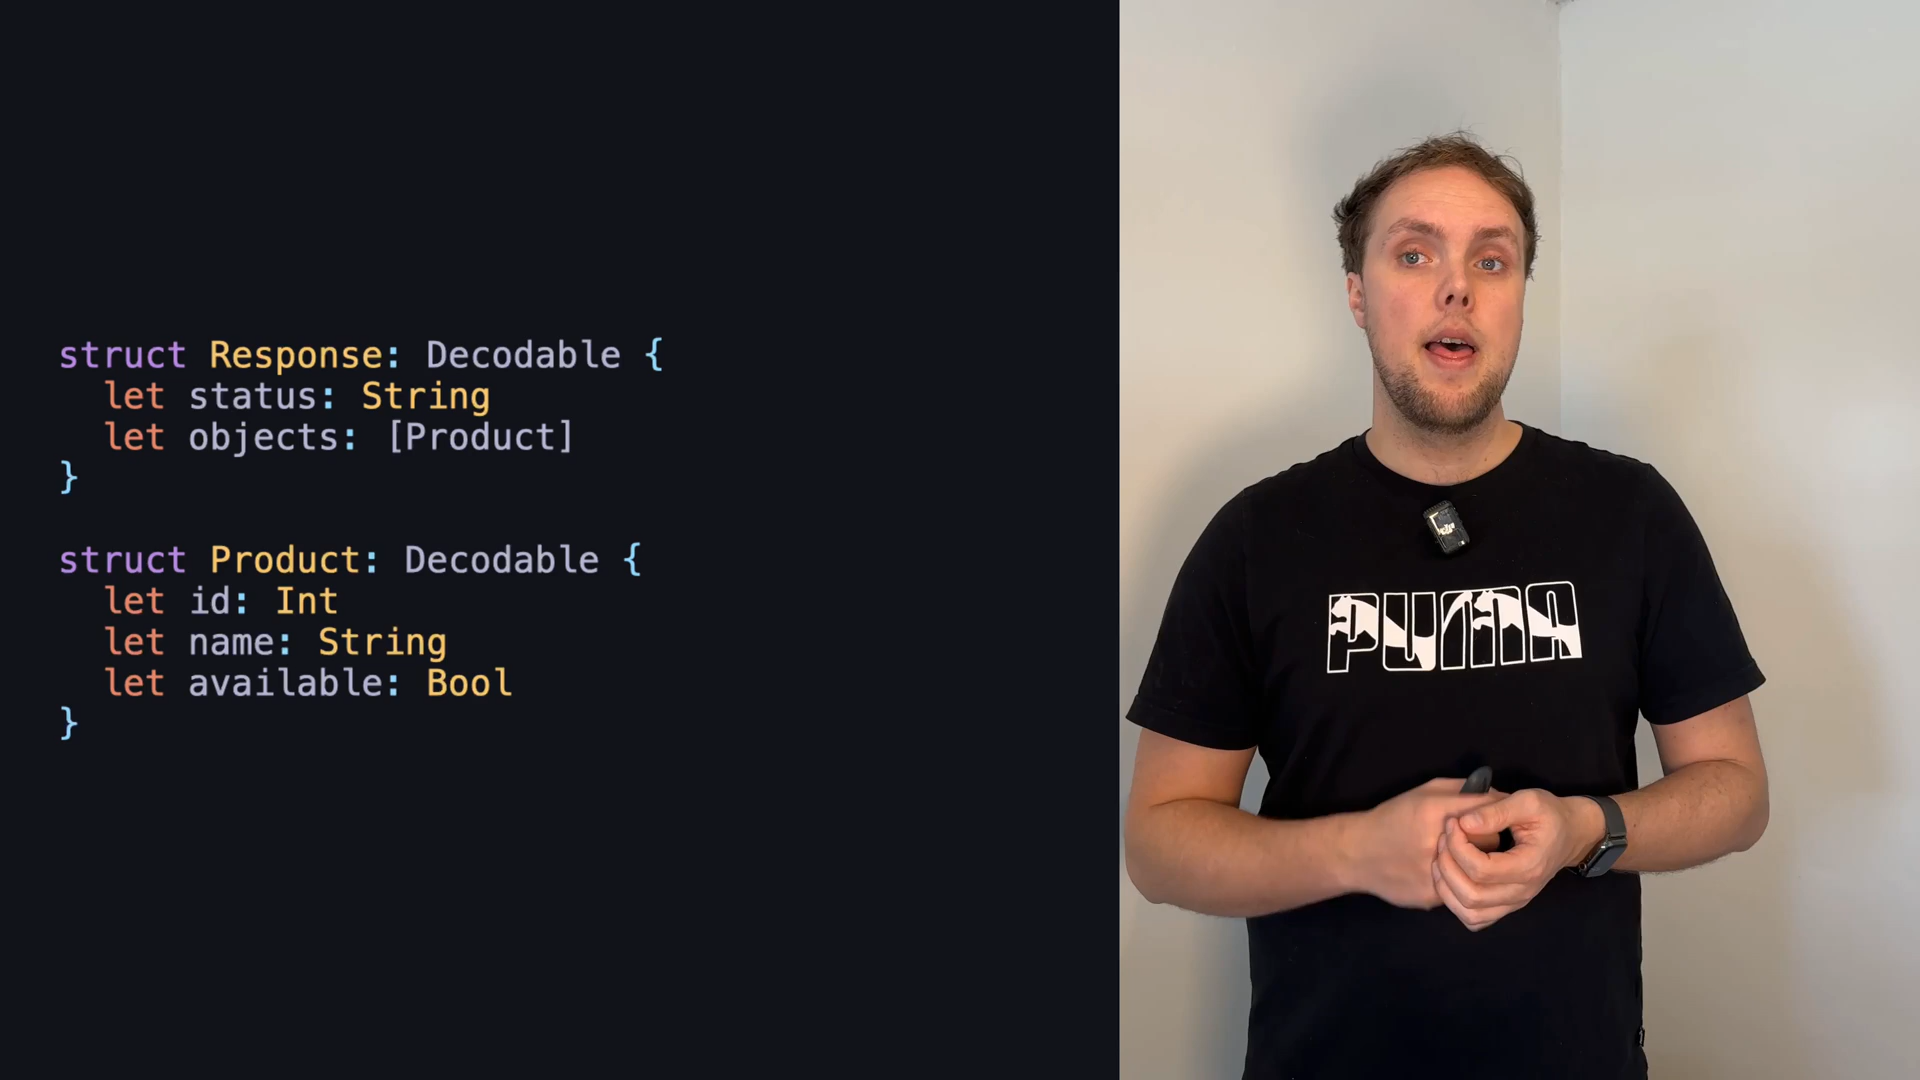 struct Response: Decodable {
  let status: String
  let objects: [Product]
}
struct Product: Decodable {
  let id: Int
  let name: String
  let available: Bool
}
PUMA